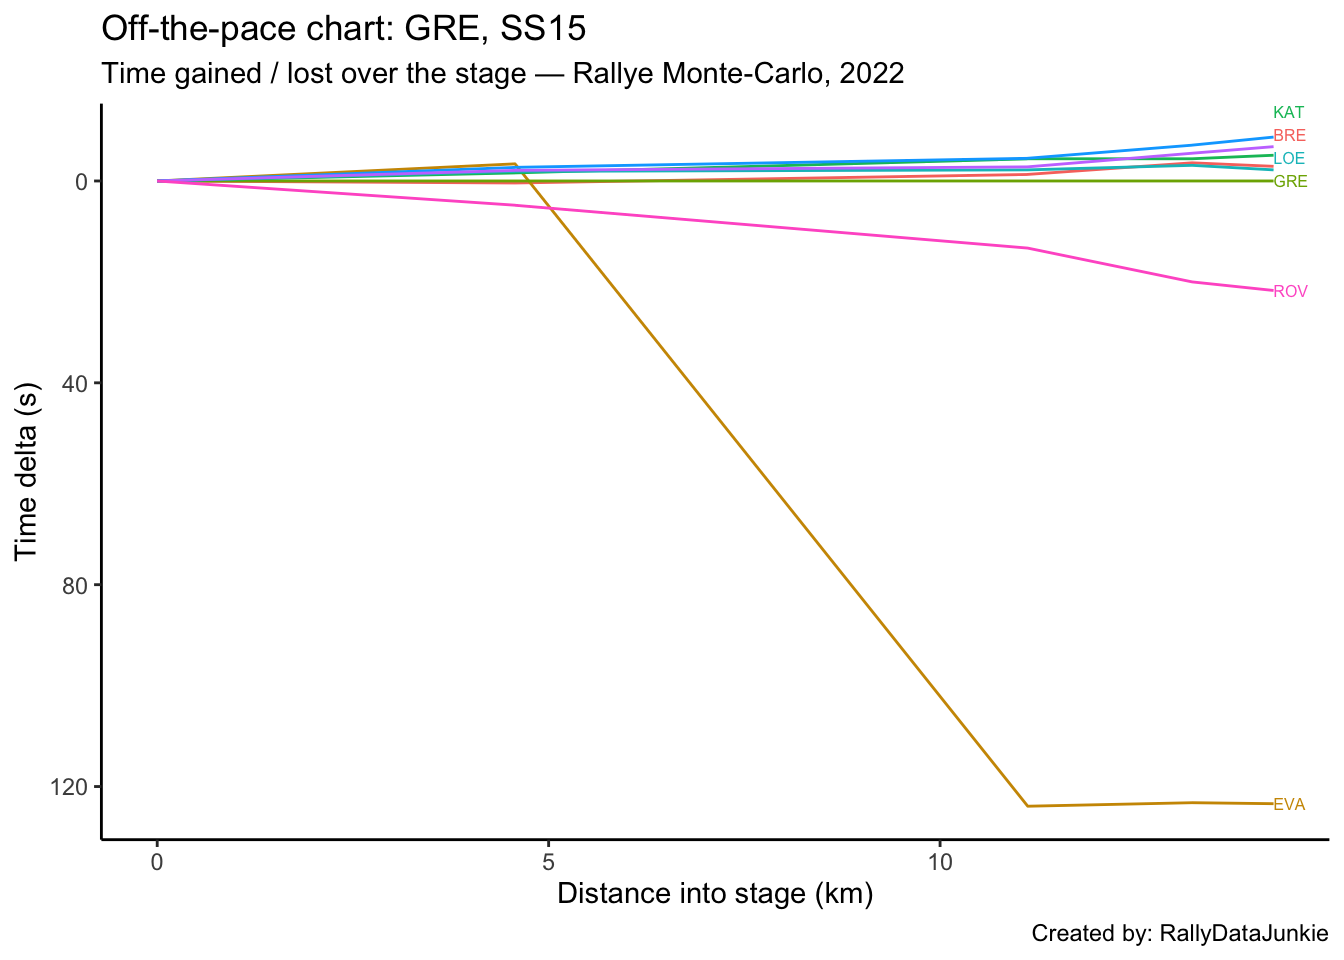 Off-the-pace chart: GRE, SS15
Time gained / lost over the stage — Rallye Monte-Carlo, 2022
KAT
BRE
LOE
GRE
ROV
EVA
0
40
80
120
Time delta (s)
0 5 10
Distance into stage (km)
Created by: RallyDataJunkie